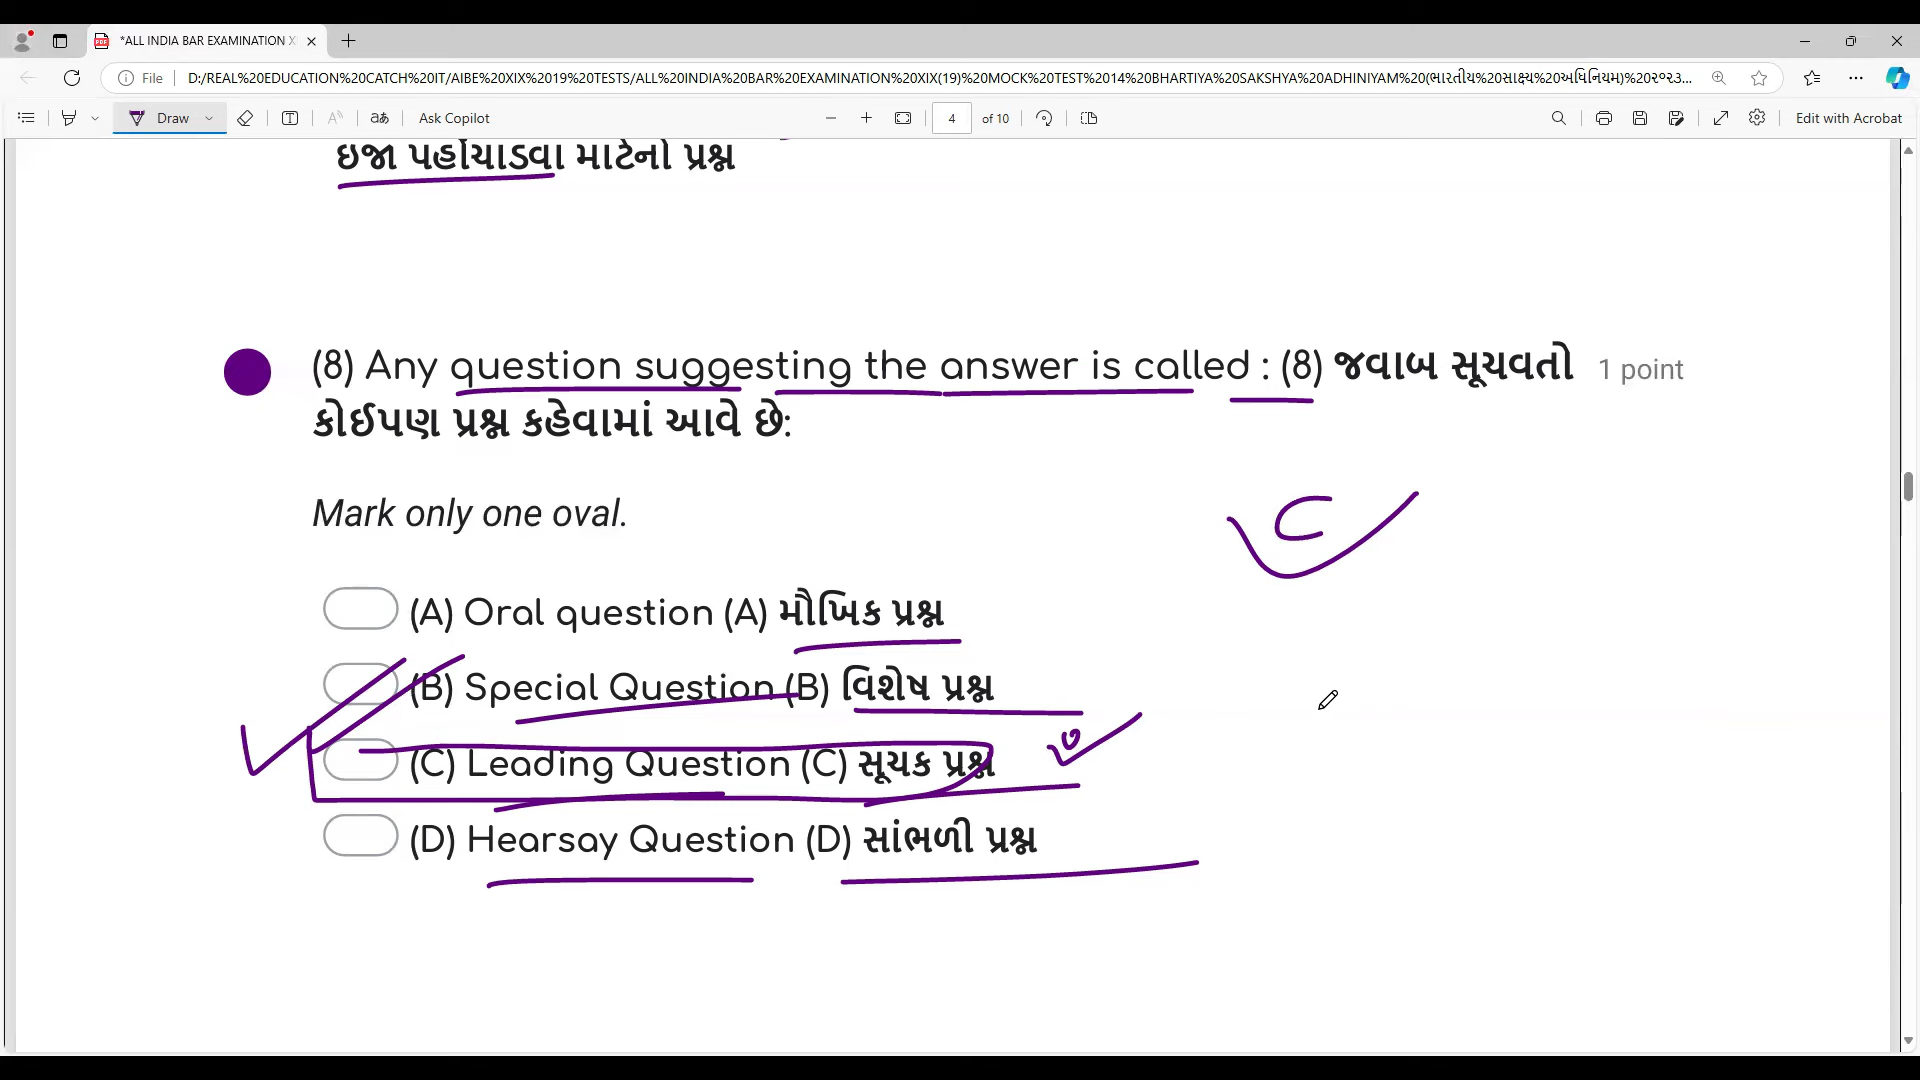 *ALL INDIA BAR EXAMINATION X
File
D:/REAL%20EDUCATION%20CATCH%20IT/AIBE%20XIX%2019%20TESTS/ALL%20INDIA%20BAR%20EXAMINATION%20XIX(19)%20MOCK%20TEST%2014%20BHARTIYA%20SAKSHYA%20ADHINIYAM%20(ભારતીય%20સાક્ષ્ય%20અધિનિયમ)%20૨૦૨૩...
Draw
aあ
Ask Copilot
4 of 10
Edit with Acrobat
ઇજા પહોંચાડવા માટેનો પ્રશ્ન
(8) Any question suggesting the answer is called : (8) જવાબ સૂચવતો 1 point
કોઈપણ પ્રશ્ન કહેવામાં આવે છે:
Mark only one oval.
C
(A) Oral question (A) મૌખિક પ્રશ્ન
(B) Special Question (B) વિશેષ પ્રશ્ન
(C) Leading Question (C) સૂચક પ્રશ્ન
(D) Hearsay Question (D) સાંભળી પ્રશ્ન